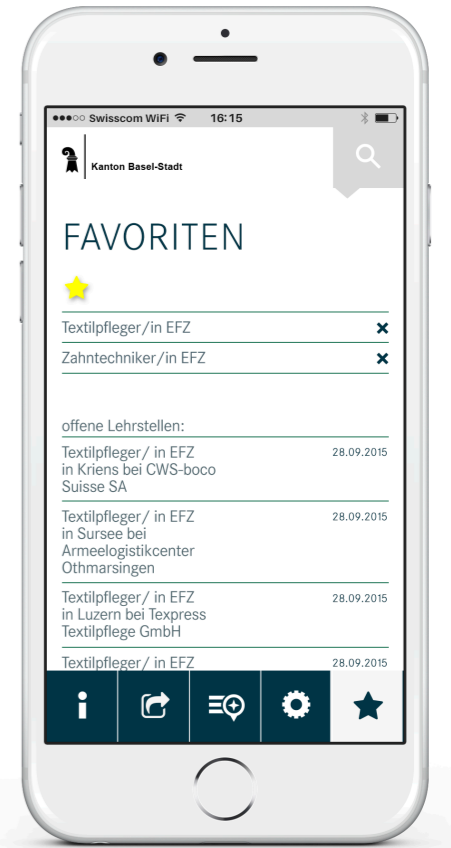 Swisscom WiFi 16:15
Kanton Basel-Stadt
FAVORITEN
Textilpfleger/in EFZ
Zahntechniker/in EFZ
offene Lehrstellen:
Textilpfleger/ in EFZ 28.09.2015
in Kriens bei CWS-boco
Suisse SA
Textilpfleger/ in EFZ 28.09.2015
in Sursee bei
Armeelogistikcenter
Othmarsingen
Textilpfleger/ in EFZ 28.09.2015
in Luzern bei Texpress
Textilpflege GmbH
Textilpfleger/ in EFZ 28.09.2015